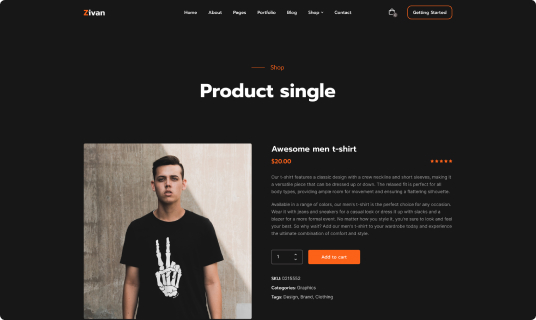 Zivan
Home
About
Pages
Portfolio
Blog
Shop
Contact
Getting Started
Shop
Product single
Awesome men t-shirt
$20.00
Our t-shirt features a classic design with a crew neckline and short sleeves, making it
a versatile piece that can be dressed up or down. The relaxed fit is perfect for all
body types, providing ample room for movement and ensuring a flattering silhouette.
Available in a range of colors, our men's t-shirt is the perfect choice for any occasion.
Wear it with jeans and sneakers for a casual look or dress it up with slacks and a
blazer for a more formal event. No matter how you style it, you're sure to look and feel
your best. So why wait? Add our men's t-shirt to your wardrobe today and experience
the ultimate combination of comfort and style.
1
Add to cart
SKU: 0215552
Categories: Graphics
Tags: Design, Brand, Clothing